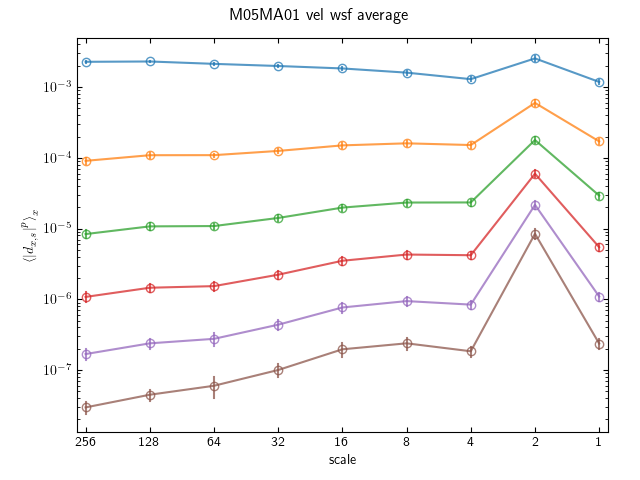 M05MA01 vel wsf average
10⁻³
10⁻⁴
10⁻⁵
10⁻⁶
10⁻⁷
⟨|d_{x,s}|^p⟩_x
256 128 64 32 16 8 4 2 1
scale